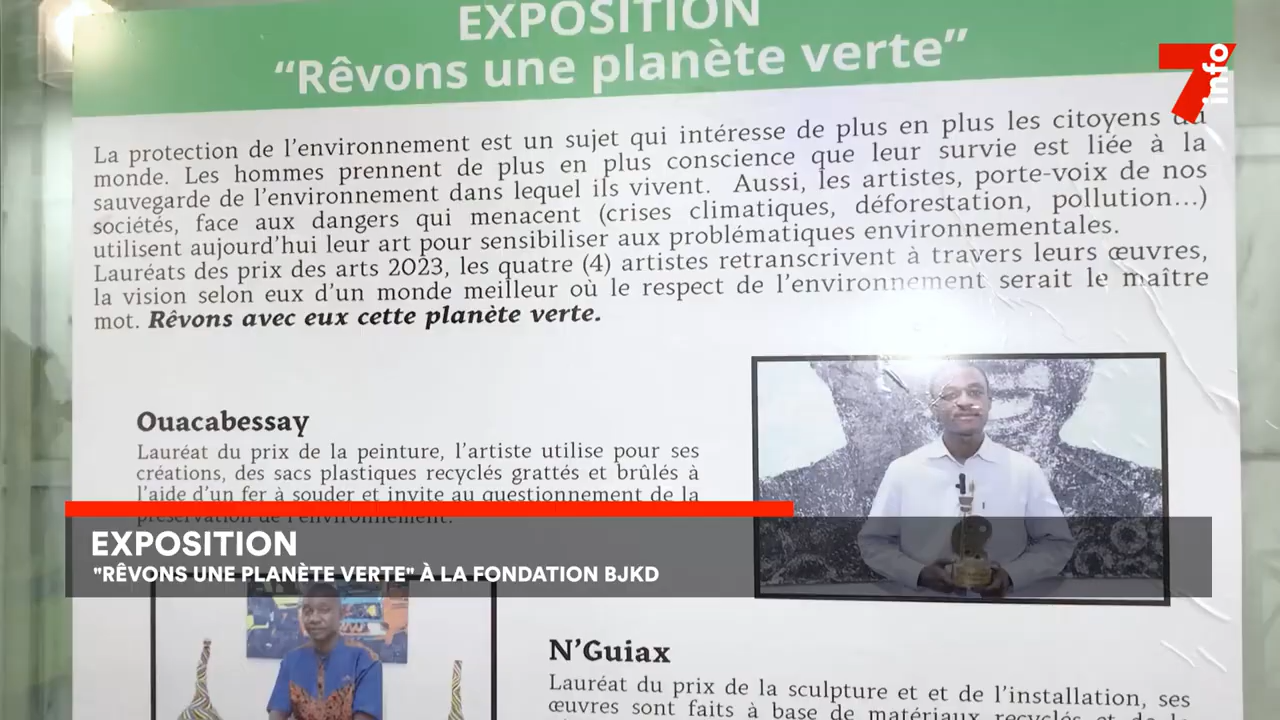 EXPOSITION
“Rêvons une planète verte”
7info
La protection de l’environnement est un sujet qui intéresse de plus en plus les citoyens du
monde. Les hommes prennent de plus en plus conscience que leur survie est liée à la
sauvegarde de l’environnement dans lequel ils vivent. Aussi, les artistes, porte-voix de nos
sociétés, face aux dangers qui menacent (crises climatiques, déforestation, pollution...)
utilisent aujourd’hui leur art pour sensibiliser aux problématiques environnementales.
Lauréats des prix des arts 2023, les quatre (4) artistes retranscrivent à travers leurs œuvres,
la vision selon eux d’un monde meilleur où le respect de l’environnement serait le maître
mot. Rêvons avec eux cette planète verte.
Ouacabessay
Lauréat du prix de la peinture, l’artiste utilise pour ses
créations, des sacs plastiques recyclés grattés et brûlés à
l’aide d’un fer à souder et invite au questionnement de la
préservation de l’environnement.
EXPOSITION
"RÊVONS UNE PLANÈTE VERTE" À LA FONDATION BJKD
N’Guiax
Lauréat du prix de la sculpture et et de l’installation, ses
œuvres sont faits à base de matériaux recyclés et de la